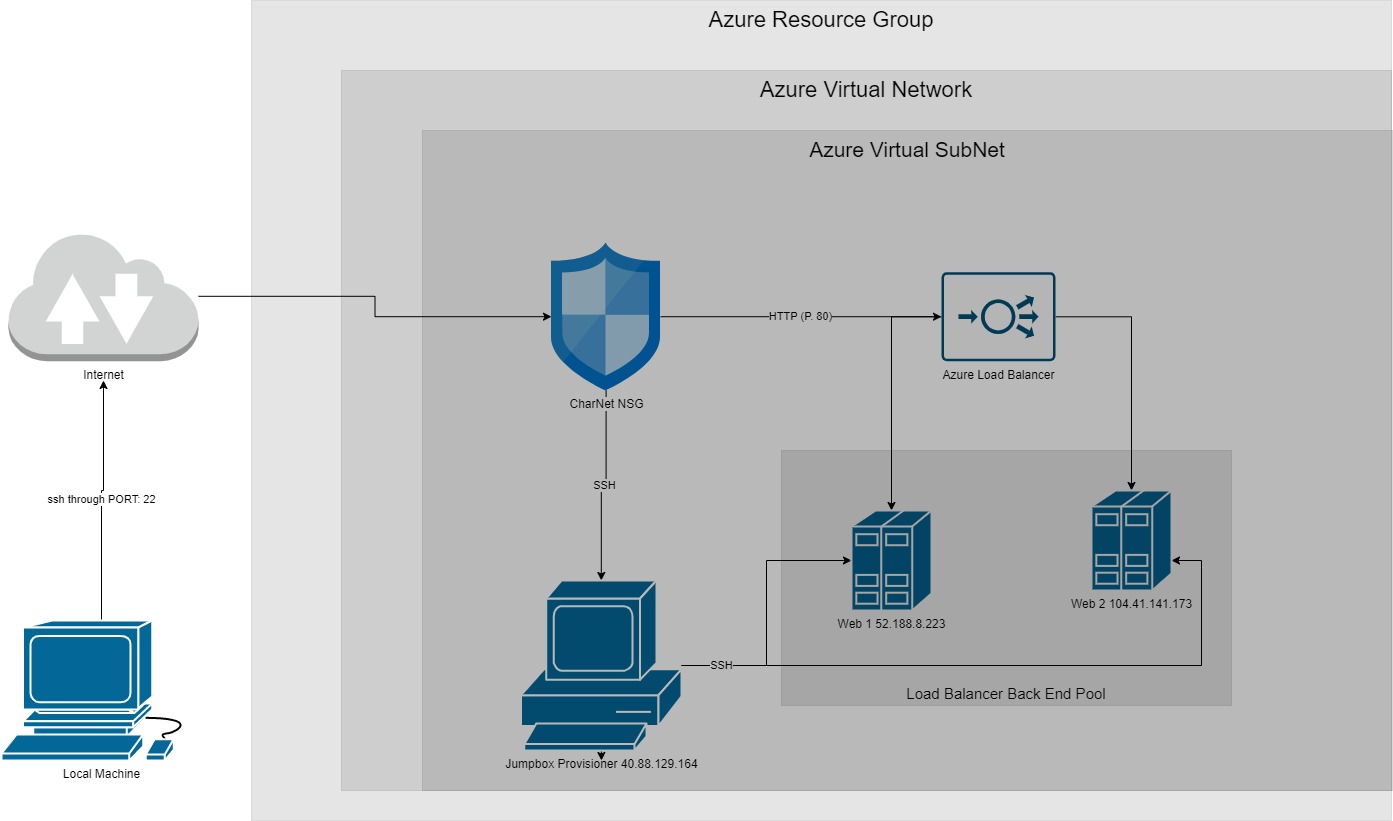 Azure Resource Group
Azure Virtual Network
Azure Virtual SubNet
HTTP (P. 80)
Internet
Azure Load Balancer
CharNet NSG
SSH
ssh through PORT: 22
Web 2 104.41.141.173
Web 1 52.188.8.223
SSH
Load Balancer Back End Pool
Jumpbox Provisioner 40.88.129.164
Local Machine